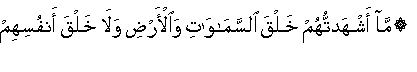 ۞ مَّآ أَشْهَدتُّهُمْ خَلْقَ ٱلسَّمَـٰوَٰتِ وَٱلْأَرْضِ وَلَا خَلْقَ أَنفُسِهِمْ